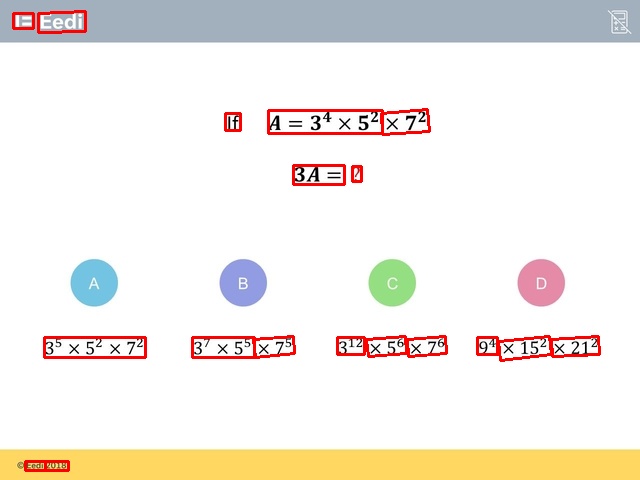 Eedi
If A = 3⁴ × 5² × 7²
3A = ?
A B C D
3⁵ × 5² × 7² 3⁷ × 5⁵ × 7⁵ 3¹² × 5⁶ × 7⁶ 9⁴ × 15² × 21²
© Eedi 2018